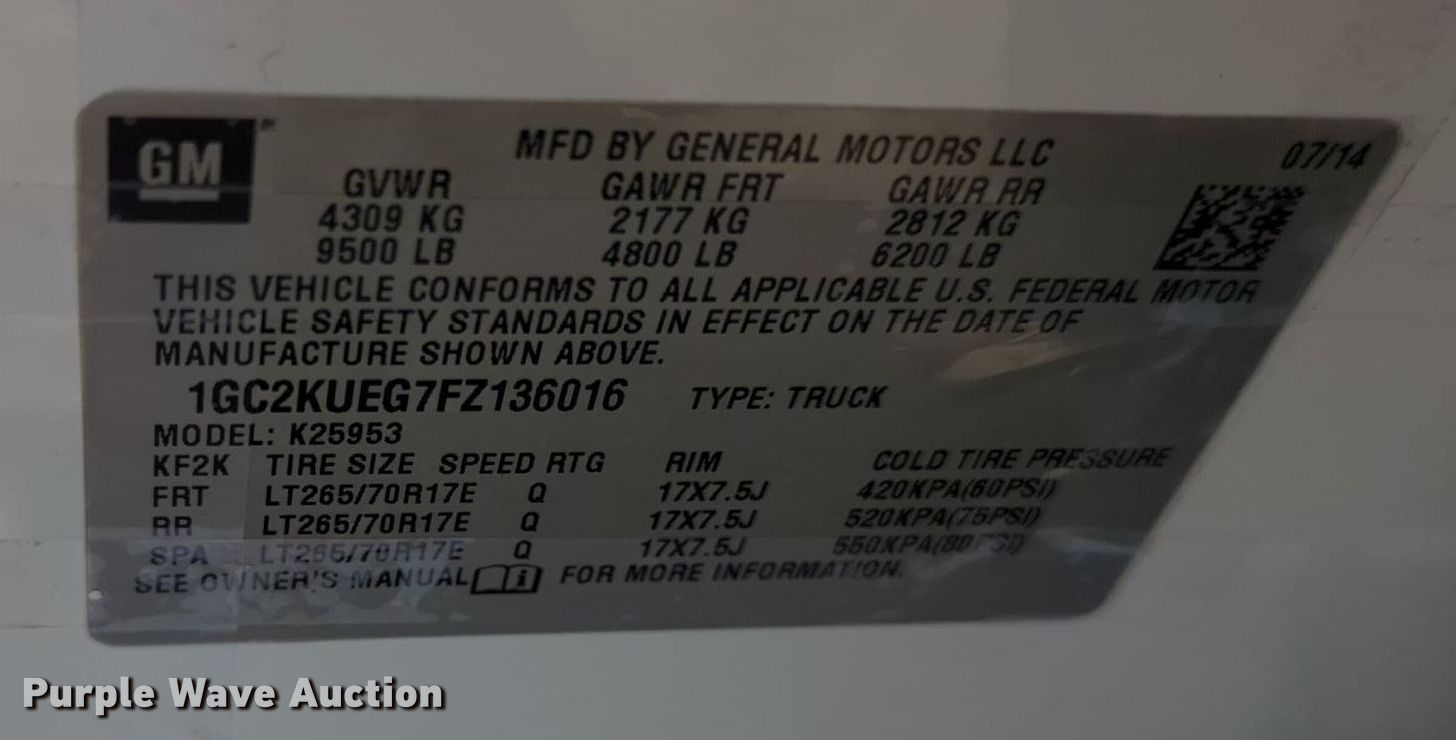 GM
MFD BY GENERAL MOTORS LLC 07/14
GVWR GAWR FRT GAWR RR
4309 KG 2177 KG 2812 KG
9500 LB 4800 LB 6200 LB
THIS VEHICLE CONFORMS TO ALL APPLICABLE U.S. FEDERAL MOTOR
VEHICLE SAFETY STANDARDS IN EFFECT ON THE DATE OF
MANUFACTURE SHOWN ABOVE.
1GC2KUEG7FZ136016 TYPE: TRUCK
MODEL: K25953
KF2K TIRE SIZE SPEED RTG RIM COLD TIRE PRESSURE
FRT LT265/70R17E Q 17X7.5J 420KPA(60PSI)
RR LT265/70R17E Q 17X7.5J 520KPA(75PSI)
SPA LT265/70R17E Q 17X7.5J 550KPA(80PSI)
SEE OWNER'S MANUAL FOR MORE INFORMATION.
Purple Wave Auction